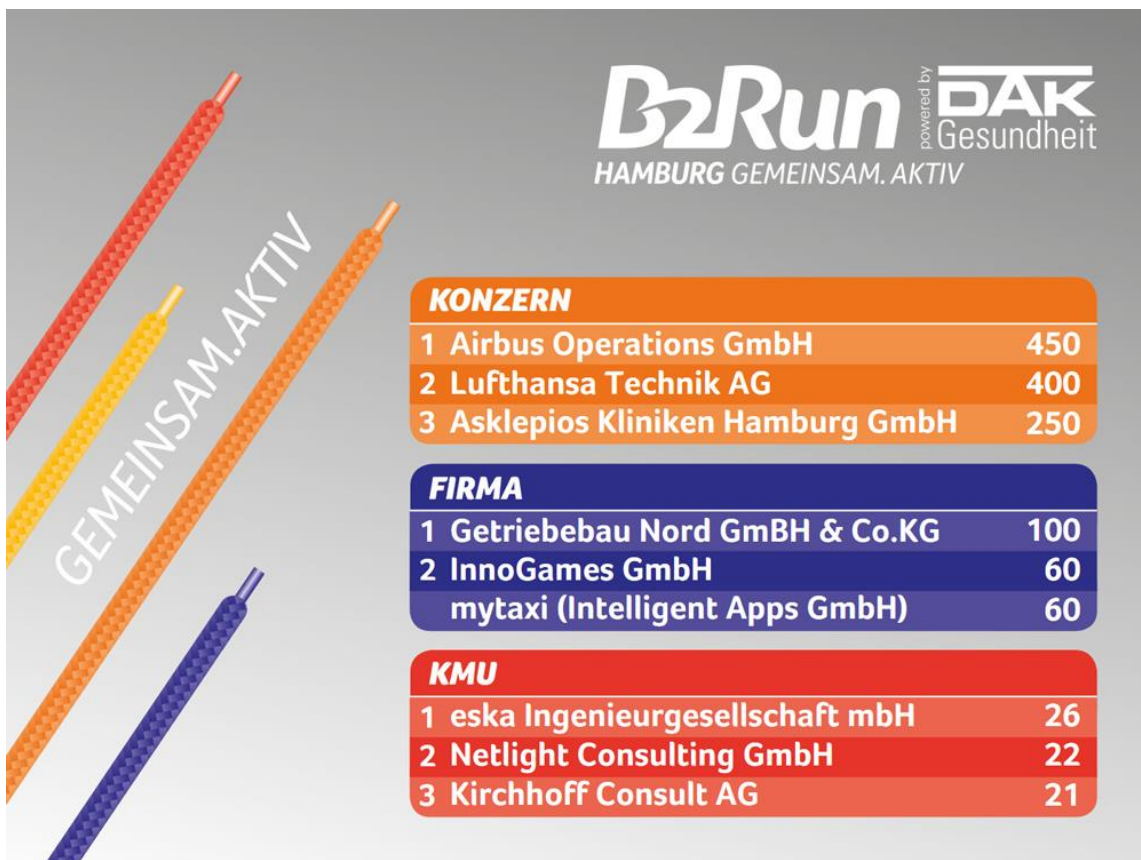 B2Run powered by DAK Gesundheit
HAMBURG GEMEINSAM. AKTIV
GEMEINSAM.AKTIV
KONZERN
1 Airbus Operations GmbH 450
2 Lufthansa Technik AG 400
3 Asklepios Kliniken Hamburg GmbH 250
FIRMA
1 Getriebebau Nord GmBH & Co.KG 100
2 InnoGames GmbH 60
mytaxi (Intelligent Apps GmbH) 60
KMU
1 eska Ingenieurgesellschaft mbH 26
2 Netlight Consulting GmbH 22
3 Kirchhoff Consult AG 21